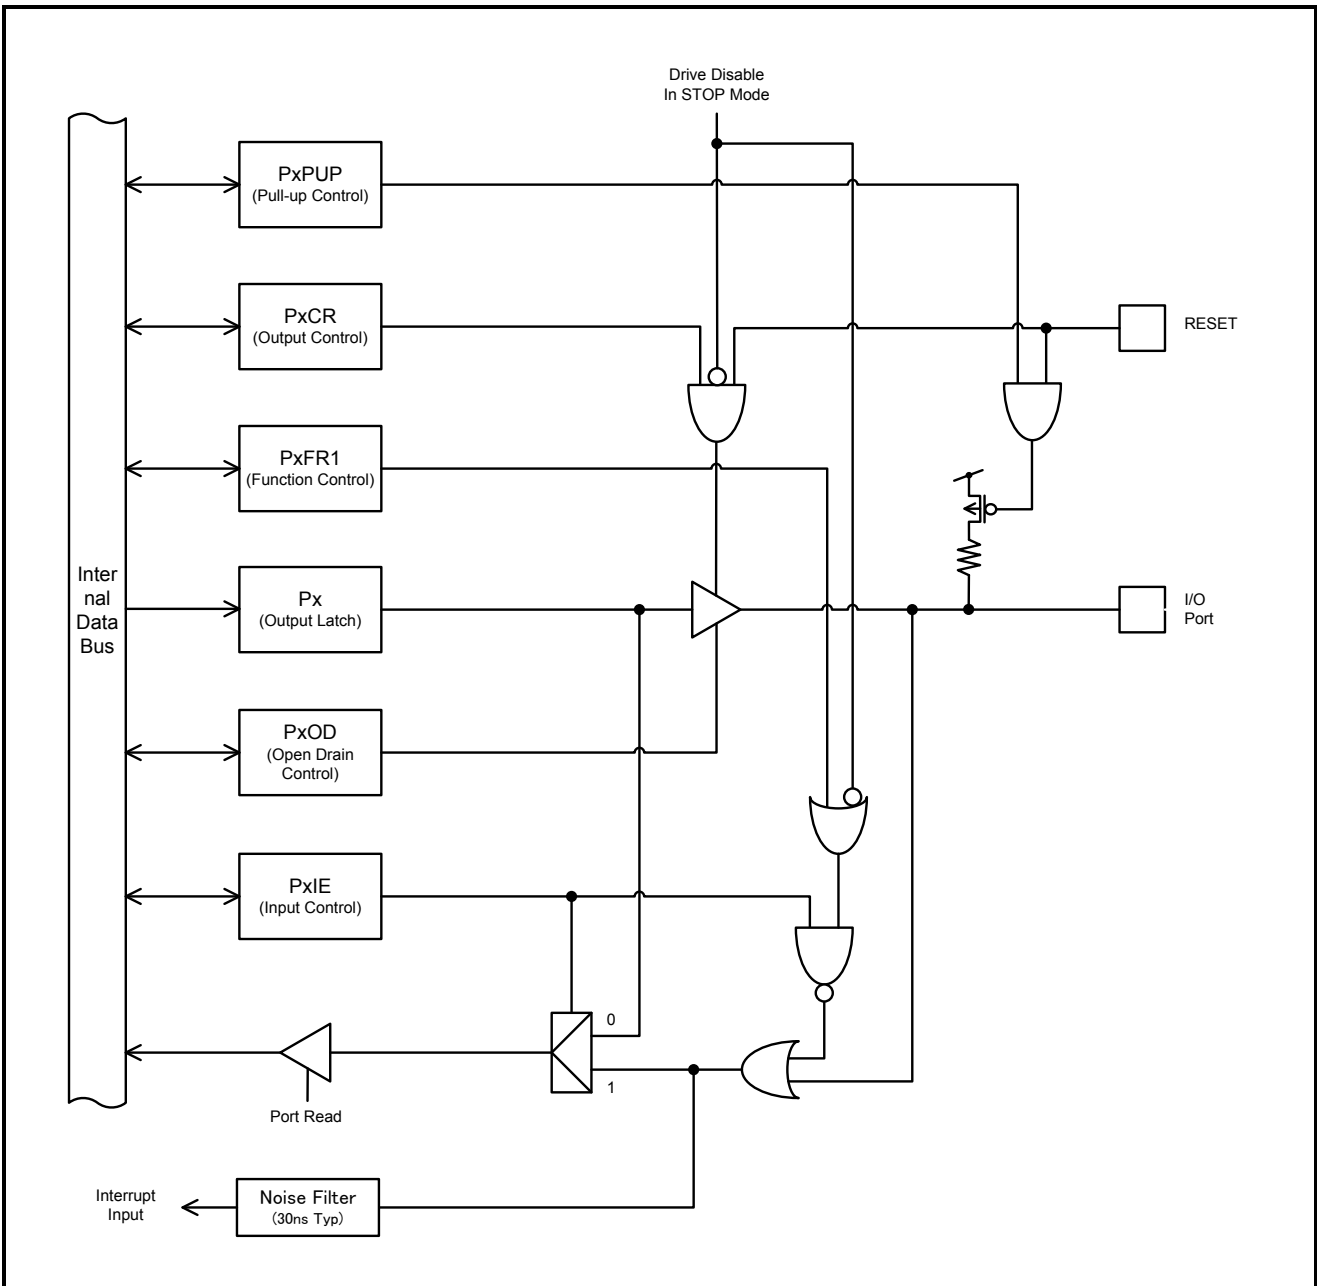 Drive Disable
In STOP Mode
PxPUP
(Pull-up Control)
PxCR
(Output Control)
RESET
PxFR1
(Function Control)
Inter
nal
Data
Bus
Px
(Output Latch)
I/O
Port
PxOD
(Open Drain
Control)
PxIE
(Input Control)
0
1
Port Read
Interrupt
Input
Noise Filter
(30ns Typ)